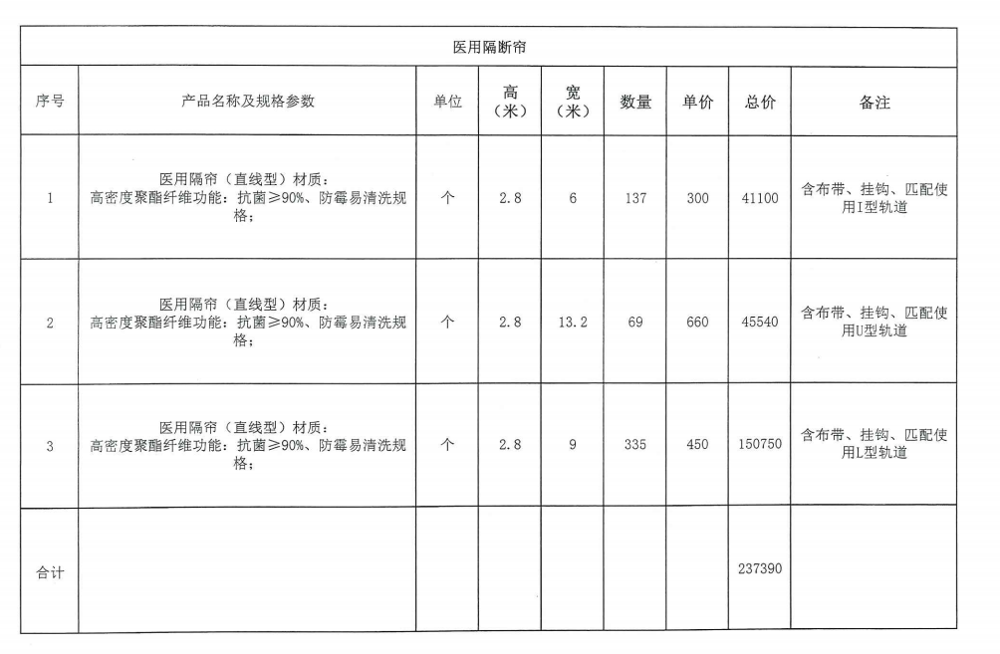 医用隔断帘
序号 产品名称及规格参数 单位 高（米） 宽（米） 数量 单价 总价 备注
医用隔帘（直线型）材质：
1 高密度聚酯纤维功能：抗菌≥90%、防霉易清洗规 个 2.8 6 137 300 41100 含布带、挂钩、匹配使
格； 用I型轨道
医用隔帘（直线型）材质：
2 高密度聚酯纤维功能：抗菌≥90%、防霉易清洗规 个 2.8 13.2 69 660 45540 含布带、挂钩、匹配使
格； 用U型轨道
医用隔帘（直线型）材质：
3 高密度聚酯纤维功能：抗菌≥90%、防霉易清洗规 个 2.8 9 335 450 150750 含布带、挂钩、匹配使
格； 用L型轨道
合计 237390